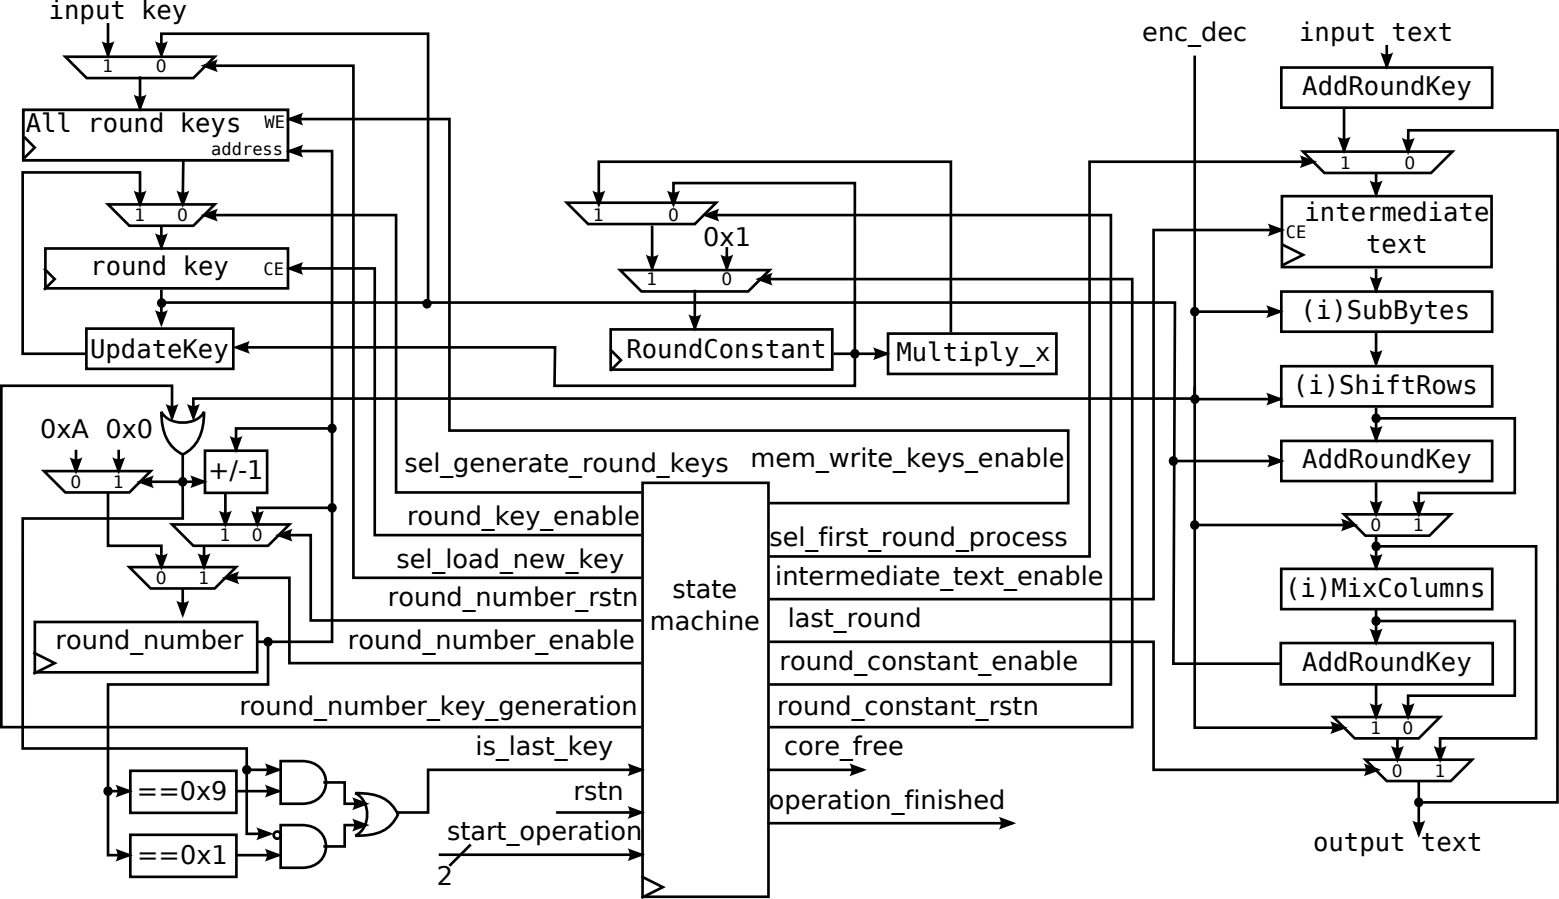 input key
1 0
All round keys WE
address
1 0
round key CE
UpdateKey
0xA 0x0
0 1
+/-1
1 0
0 1
round_number
==0x9
==0x1
1 0
0x1
1 0
RoundConstant
Multiply_x
sel_generate_round_keys
round_key_enable
sel_load_new_key
round_number_rstn
round_number_enable
round_number_key_generation
is_last_key
rstn
start_operation
2
state
machine
mem_write_keys_enable
sel_first_round_process
intermediate_text_enable
last_round
round_constant_enable
round_constant_rstn
core_free
operation_finished
enc_dec
input text
AddRoundKey
1 0
intermediate
CE
text
(i)SubBytes
(i)ShiftRows
AddRoundKey
0 1
(i)MixColumns
AddRoundKey
1 0
0 1
output text